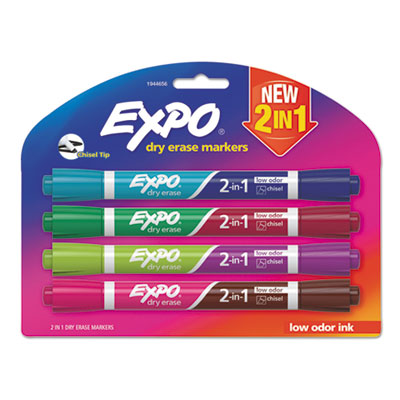 1944656
EXPO®
dry erase markers
NEW
2 IN 1
Chisel Tip
EXPO dry erase 2-in-1 low odor chisel
EXPO dry erase 2-in-1 low odor chisel
EXPO dry erase 2-in-1 low odor chisel
EXPO dry erase 2-in-1 low odor chisel
2 IN 1 DRY ERASE MARKERS
low odor ink